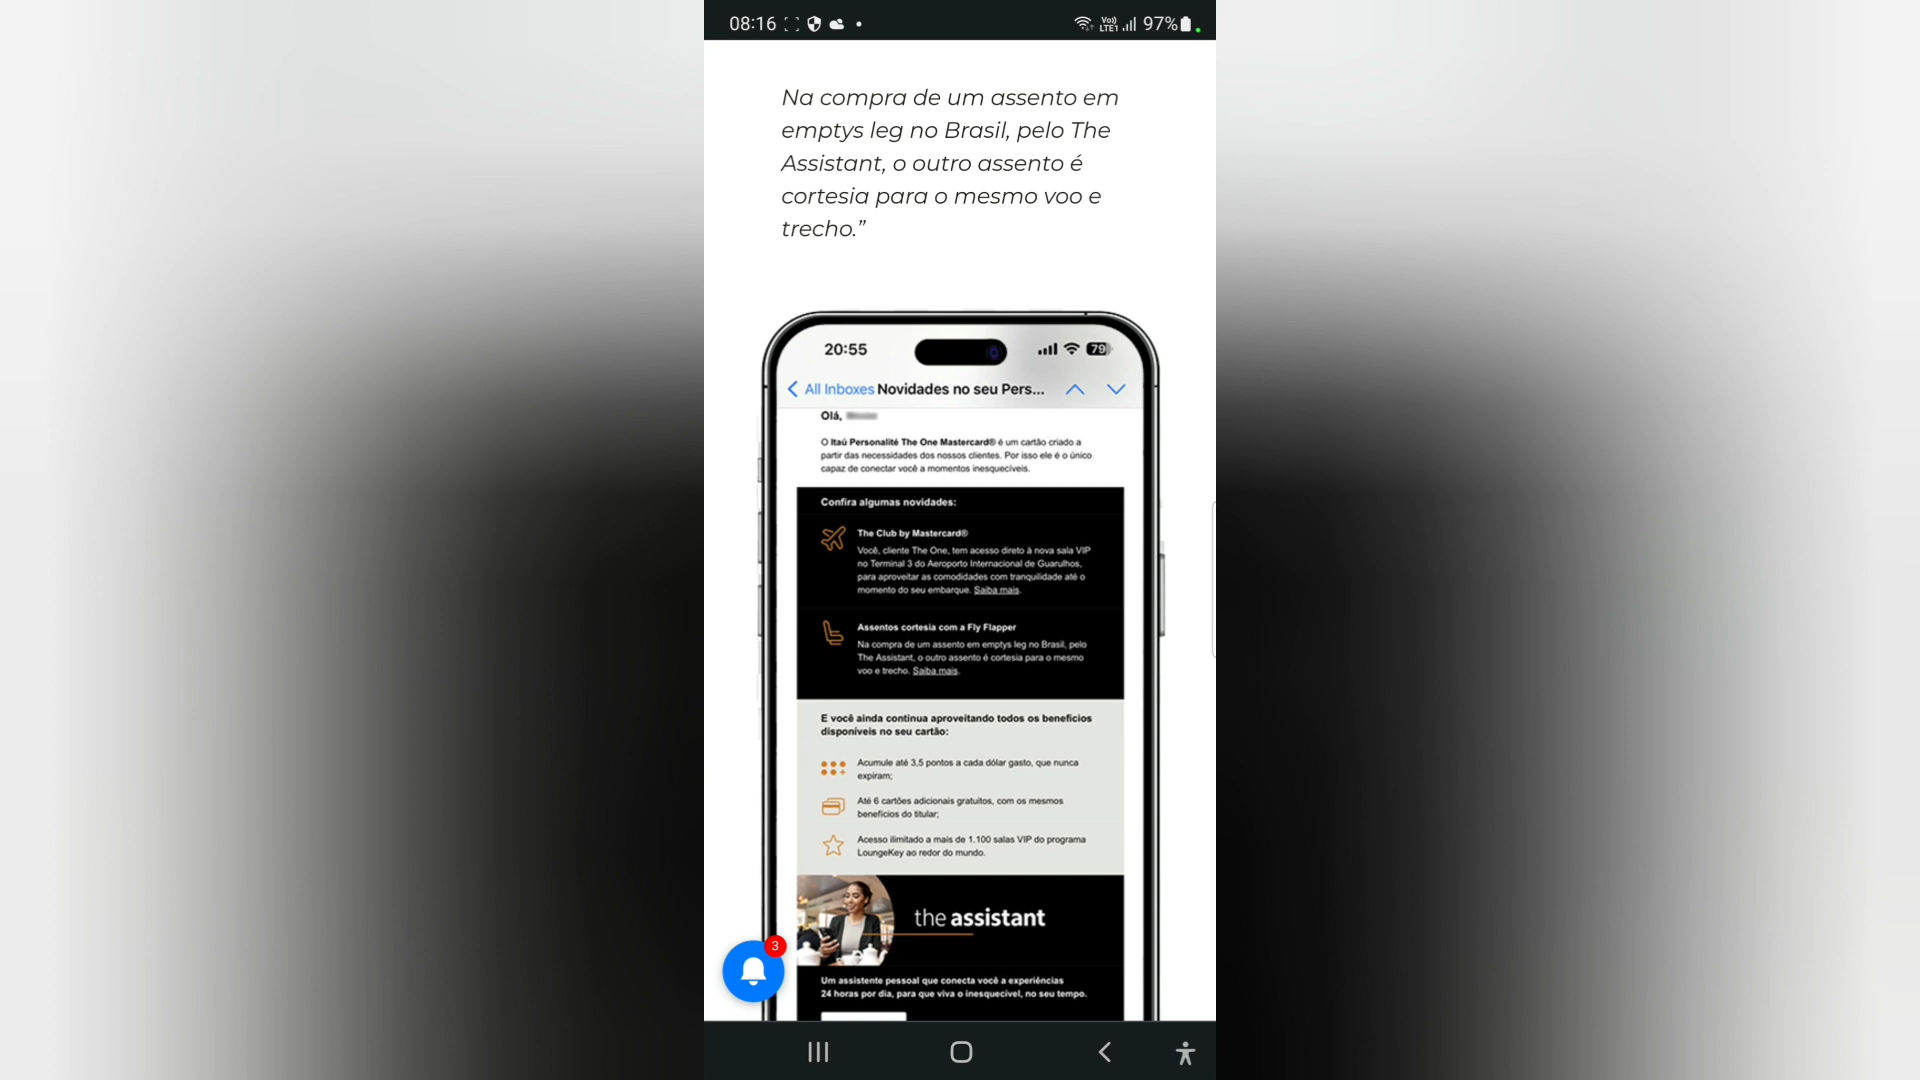 08:16
Vo))
LTE1
97%
Na compra de um assento em
emptys leg no Brasil, pelo The
Assistant, o outro assento é
cortesia para o mesmo voo e
trecho.”
20:55
79
All Inboxes Novidades no seu Pers...
Olá,
O Itaú Personalité The One Mastercard® é um cartão criado a
partir das necessidades dos nossos clientes. Por isso ele é o único
capaz de conectar você a momentos inesquecíveis.
Confira algumas novidades:
The Club by Mastercard®
Você, cliente The One, tem acesso direto à nova sala VIP
no Terminal 3 do Aeroporto Internacional de Guarulhos,
para aproveitar as comodidades com tranquilidade até o
momento do seu embarque. Saiba mais.
Assentos cortesia com a Fly Flapper
Na compra de um assento em emptys leg no Brasil, pelo
The Assistant, o outro assento é cortesia para o mesmo
voo e trecho. Saiba mais.
E você ainda continua aproveitando todos os benefícios
disponíveis no seu cartão:
Acumule até 3,5 pontos a cada dólar gasto, que nunca
expiram;
Até 6 cartões adicionais gratuitos, com os mesmos
benefícios do titular;
Acesso ilimitado a mais de 1.100 salas VIP do programa
LoungeKey ao redor do mundo.
the assistant
3
Um assistente pessoal que conecta você a experiências
24 horas por dia, para que viva o inesquecível, no seu tempo.